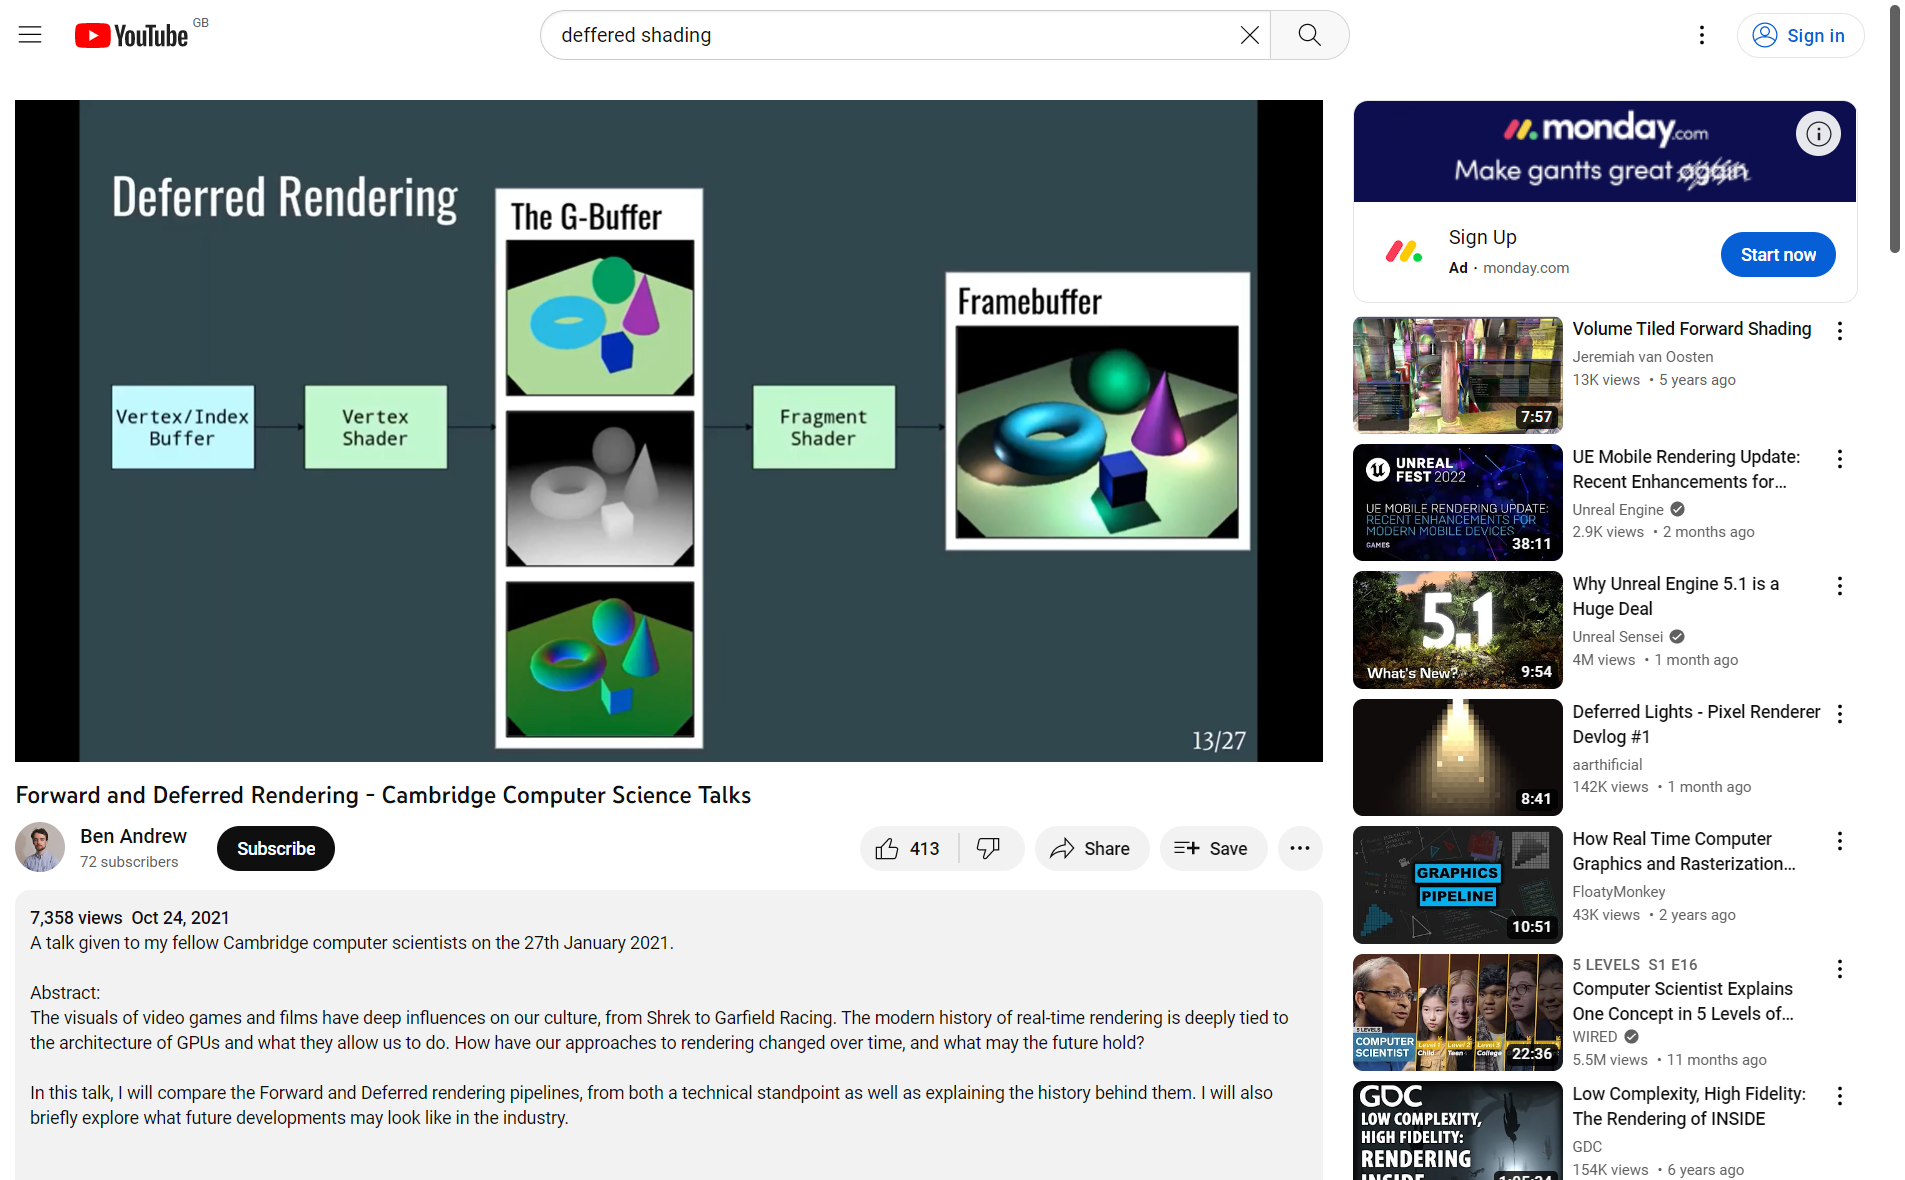 YouTube GB
deffered shading
Sign in
Deferred Rendering
The G-Buffer
Framebuffer
Vertex/Index
Buffer
Vertex
Shader
Fragment
Shader
13/27
Forward and Deferred Rendering - Cambridge Computer Science Talks
Ben Andrew
72 subscribers
Subscribe
413
Share
Save
7,358 views Oct 24, 2021
A talk given to my fellow Cambridge computer scientists on the 27th January 2021.
Abstract:
The visuals of video games and films have deep influences on our culture, from Shrek to Garfield Racing. The modern history of real-time rendering is deeply tied to
the architecture of GPUs and what they allow us to do. How have our approaches to rendering changed over time, and what may the future hold?
In this talk, I will compare the Forward and Deferred rendering pipelines, from both a technical standpoint as well as explaining the history behind them. I will also
briefly explore what future developments may look like in the industry.
monday.com
Make gantts great again
Sign Up
Ad · monday.com
Start now
7:57
Volume Tiled Forward Shading
Jeremiah van Oosten
13K views • 5 years ago
UNREAL
FEST 2022
UE MOBILE RENDERING UPDATE:
RECENT ENHANCEMENTS FOR
MODERN MOBILE DEVICES
GAMES
38:11
UE Mobile Rendering Update:
Recent Enhancements for...
Unreal Engine
2.9K views • 2 months ago
5.1
What's New?
9:54
Why Unreal Engine 5.1 is a
Huge Deal
Unreal Sensei
4M views • 1 month ago
8:41
Deferred Lights - Pixel Renderer
Devlog #1
aarthificial
142K views • 1 month ago
GRAPHICS
PIPELINE
10:51
How Real Time Computer
Graphics and Rasterization...
FloatyMonkey
43K views • 2 years ago
5 LEVELS
COMPUTER
SCIENTIST
Level 1
Child
Level 2
Teen
Level 3
College
22:36
5 LEVELS S1 E16
Computer Scientist Explains
One Concept in 5 Levels of...
WIRED
5.5M views • 11 months ago
GDC
LOW COMPLEXITY,
HIGH FIDELITY:
RENDERING
INSIDE
1:05:34
Low Complexity, High Fidelity:
The Rendering of INSIDE
GDC
154K views • 6 years ago